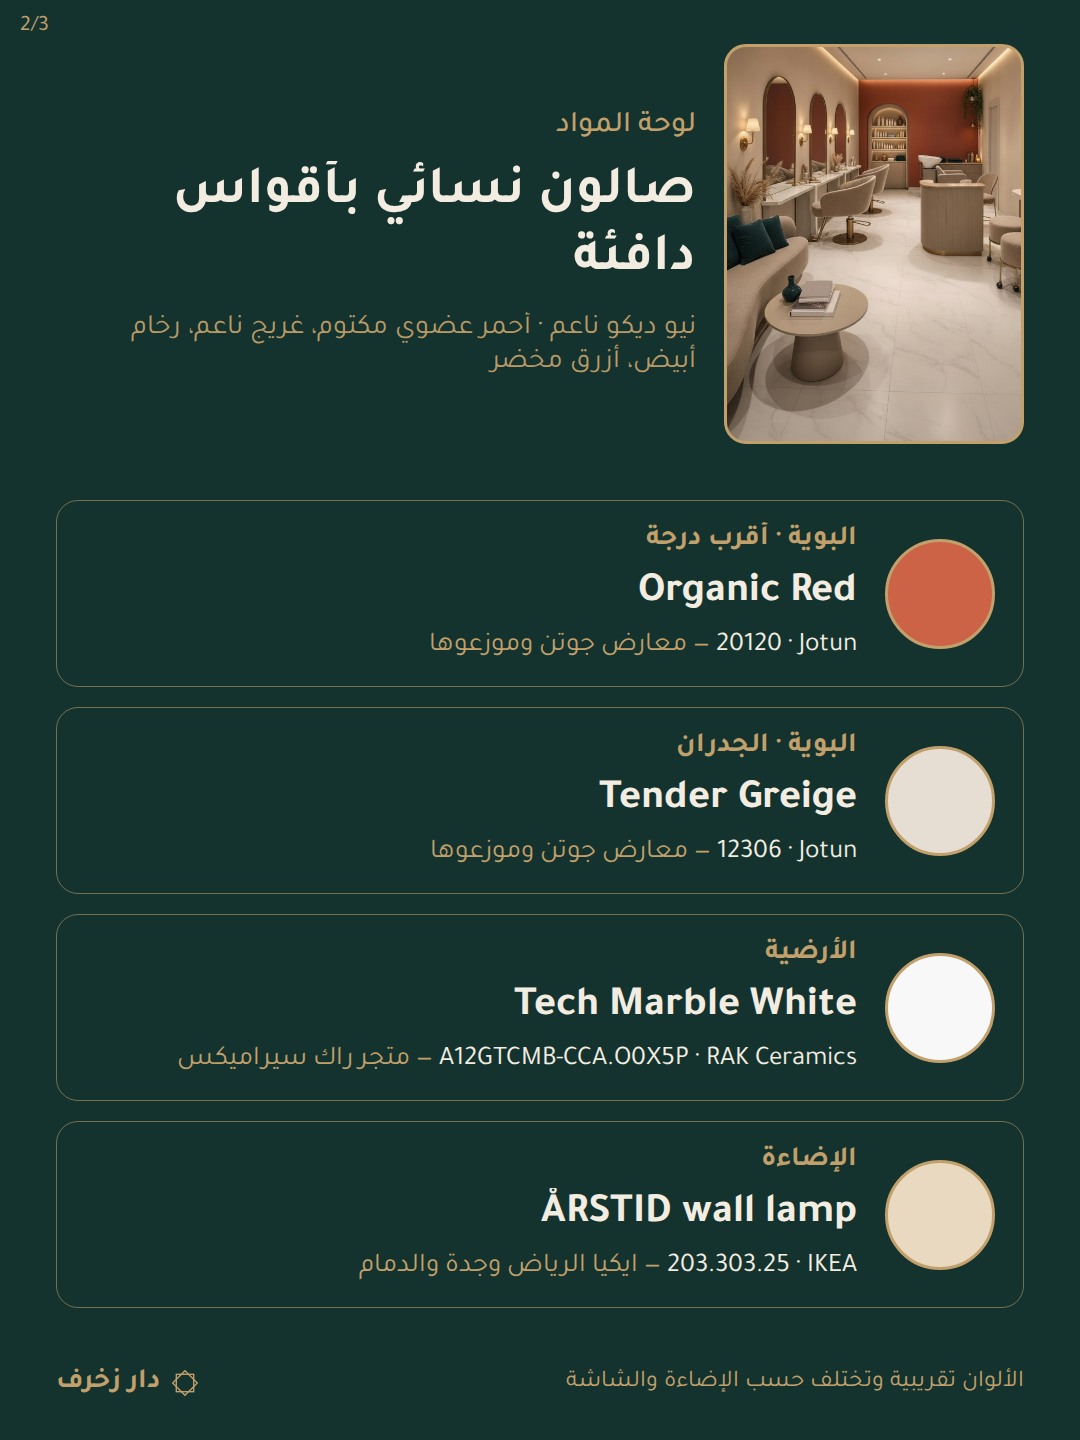 2/3
لوحة المواد
صالون نسائي بأقواس
دافئة
نيو ديكو ناعم · أحمر عضوي مكتوم، غريج ناعم، رخام
أبيض، أزرق مخضر
البوية · أقرب درجة
Organic Red
20120 · Jotun — معارض جوتن وموزعوها
البوية · الجدران
Tender Greige
12306 · Jotun — معارض جوتن وموزعوها
الأرضية
Tech Marble White
A12GTCMB-CCA.O0X5P · RAK Ceramics — متجر راك سيراميكس
الإضاءة
ÅRSTID wall lamp
203.303.25 · IKEA — ايكيا الرياض وجدة والدمام
الألوان تقريبية وتختلف حسب الإضاءة والشاشة
دار زخرف